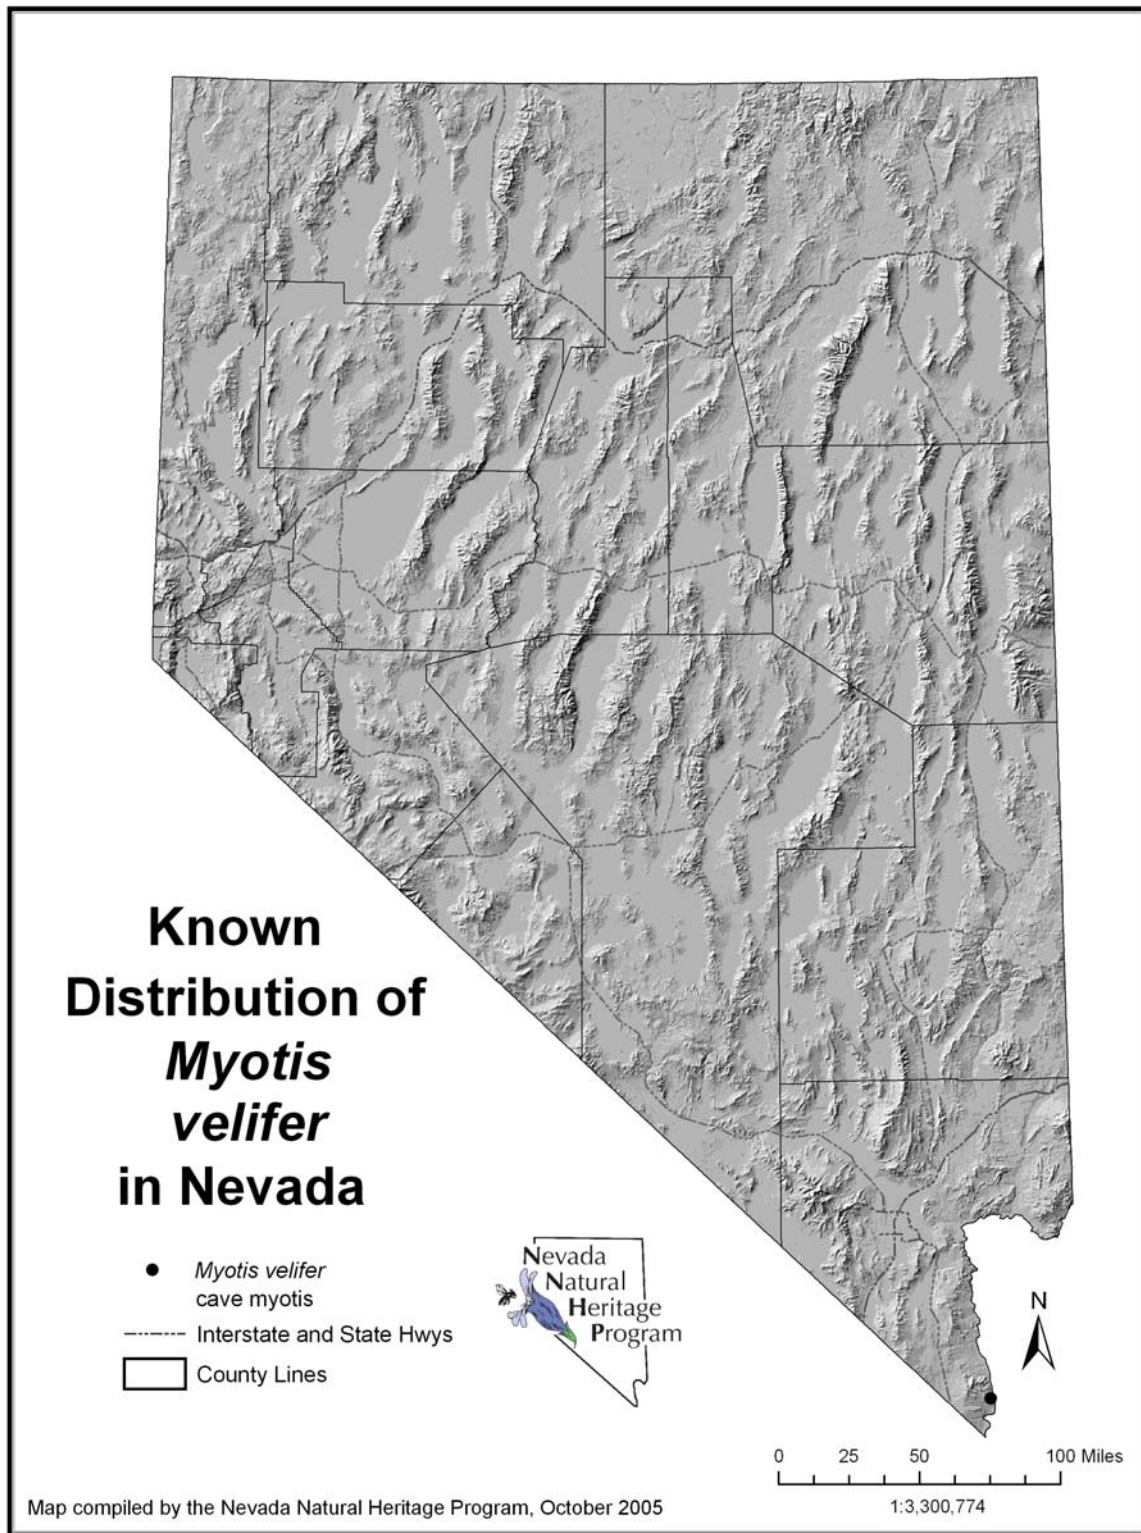 Known
Distribution of
Myotis
velifer
in Nevada
Myotis velifer
cave myotis
Interstate and State Hwys
County Lines
Nevada
Natural
Heritage
Program
N
0 25 50 100 Miles
1:3,300,774
Map compiled by the Nevada Natural Heritage Program, October 2005